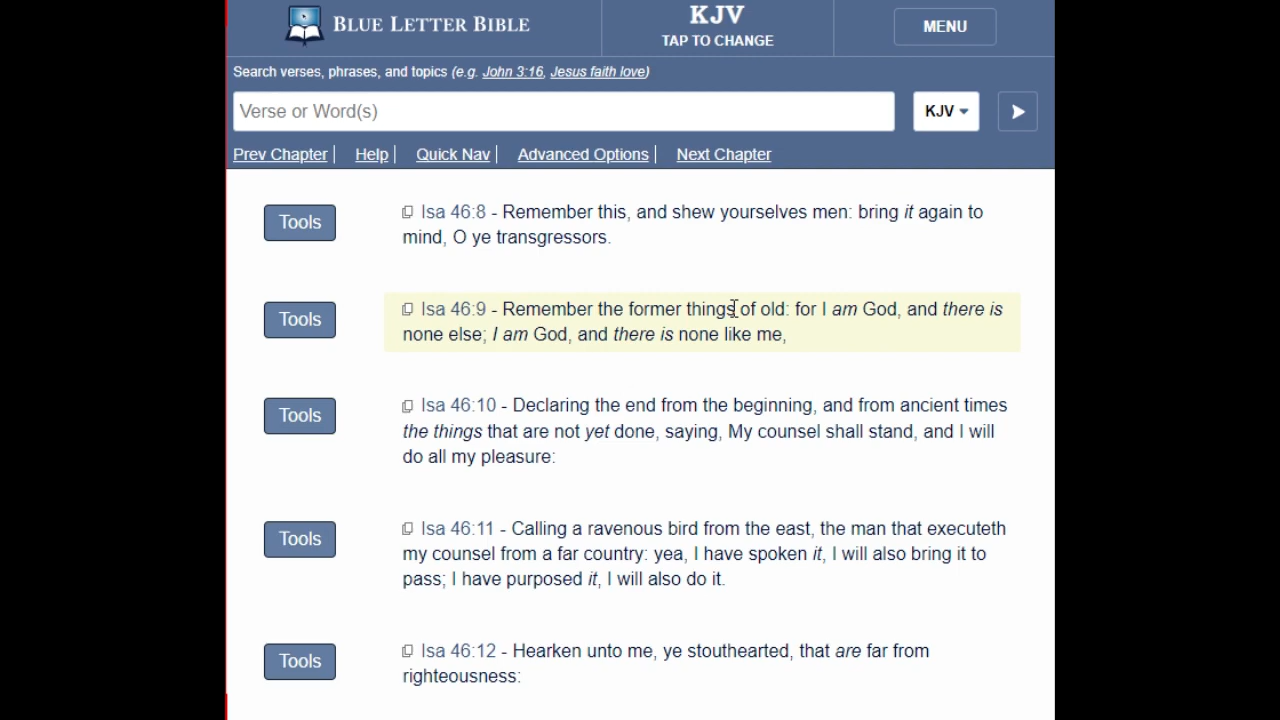 BLUE LETTER BIBLE
KJV
TAP TO CHANGE
MENU
Search verses, phrases, and topics (e.g. John 3:16, Jesus faith love)
Verse or Word(s)
KJV
Prev Chapter | Help | Quick Nav | Advanced Options | Next Chapter
Tools
Isa 46:8 - Remember this, and shew yourselves men: bring it again to
mind, O ye transgressors.
Tools
Isa 46:9 - Remember the former things of old: for I am God, and there is
none else; I am God, and there is none like me,
Tools
Isa 46:10 - Declaring the end from the beginning, and from ancient times
the things that are not yet done, saying, My counsel shall stand, and I will
do all my pleasure:
Tools
Isa 46:11 - Calling a ravenous bird from the east, the man that executeth
my counsel from a far country: yea, I have spoken it, I will also bring it to
pass; I have purposed it, I will also do it.
Tools
Isa 46:12 - Hearken unto me, ye stouthearted, that are far from
righteousness: